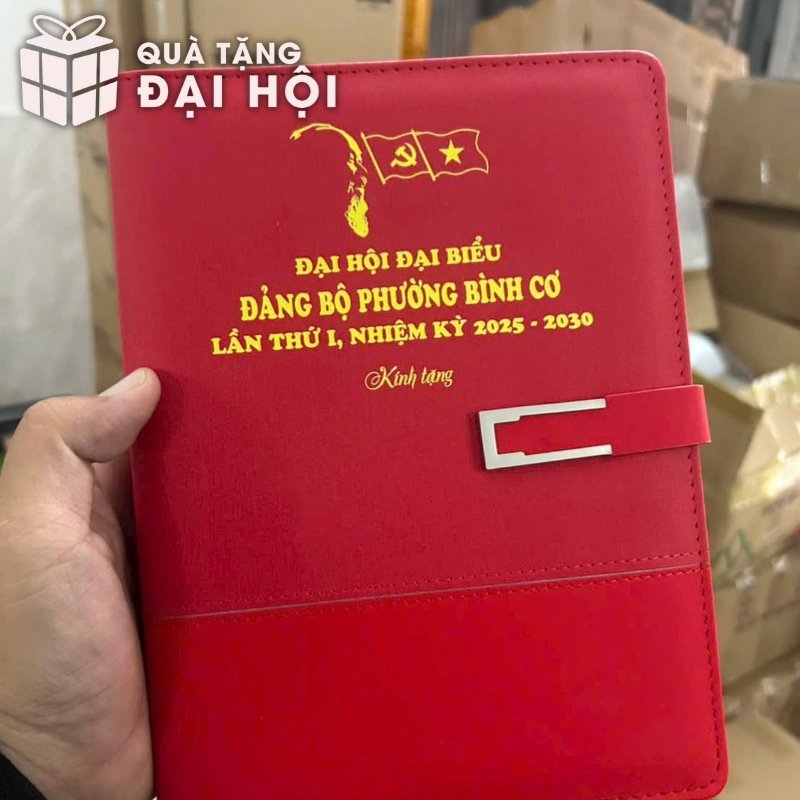 QUÀ TẶNG
ĐẠI HỘI
ĐẠI HỘI ĐẠI BIỂU
ĐẢNG BỘ PHƯỜNG BÌNH CƠ
LẦN THỨ I, NHIỆM KỲ 2025 - 2030
Kính tặng